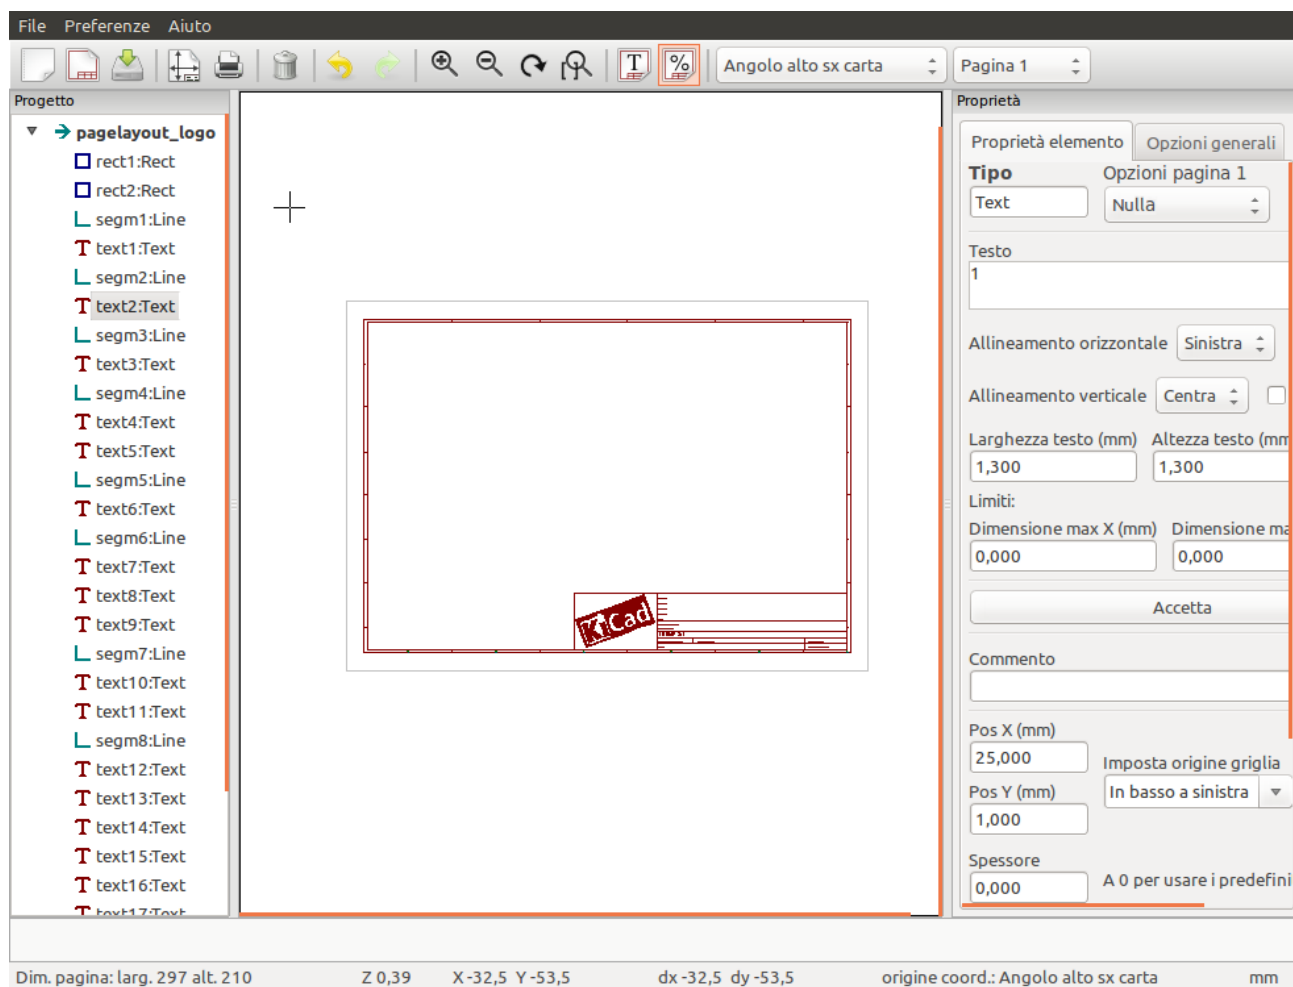 File Preferenze Aiuto
T % Angolo alto sx carta Pagina 1
Progetto
pagelayout_logo
rect1:Rect
rect2:Rect
segm1:Line
text1:Text
segm2:Line
text2:Text
segm3:Line
text3:Text
segm4:Line
text4:Text
text5:Text
segm5:Line
text6:Text
segm6:Line
text7:Text
text8:Text
text9:Text
segm7:Line
text10:Text
text11:Text
segm8:Line
text12:Text
text13:Text
text14:Text
text15:Text
text16:Text
text17:Text
KiCad
Proprietà
Proprietà elemento Opzioni generali
Tipo Opzioni pagina 1
Text Nulla
Testo
1
Allineamento orizzontale Sinistra
Allineamento verticale Centra
Larghezza testo (mm) Altezza testo (mm
1,300 1,300
Limiti:
Dimensione max X (mm) Dimensione ma
0,000 0,000
Accetta
Commento
Pos X (mm)
25,000 Imposta origine griglia
Pos Y (mm) In basso a sinistra
1,000
Spessore
0,000 A 0 per usare i predefini
Dim. pagina: larg. 297 alt. 210 Z 0,39 X -32,5 Y -53,5 dx -32,5 dy -53,5 origine coord.: Angolo alto sx carta mm